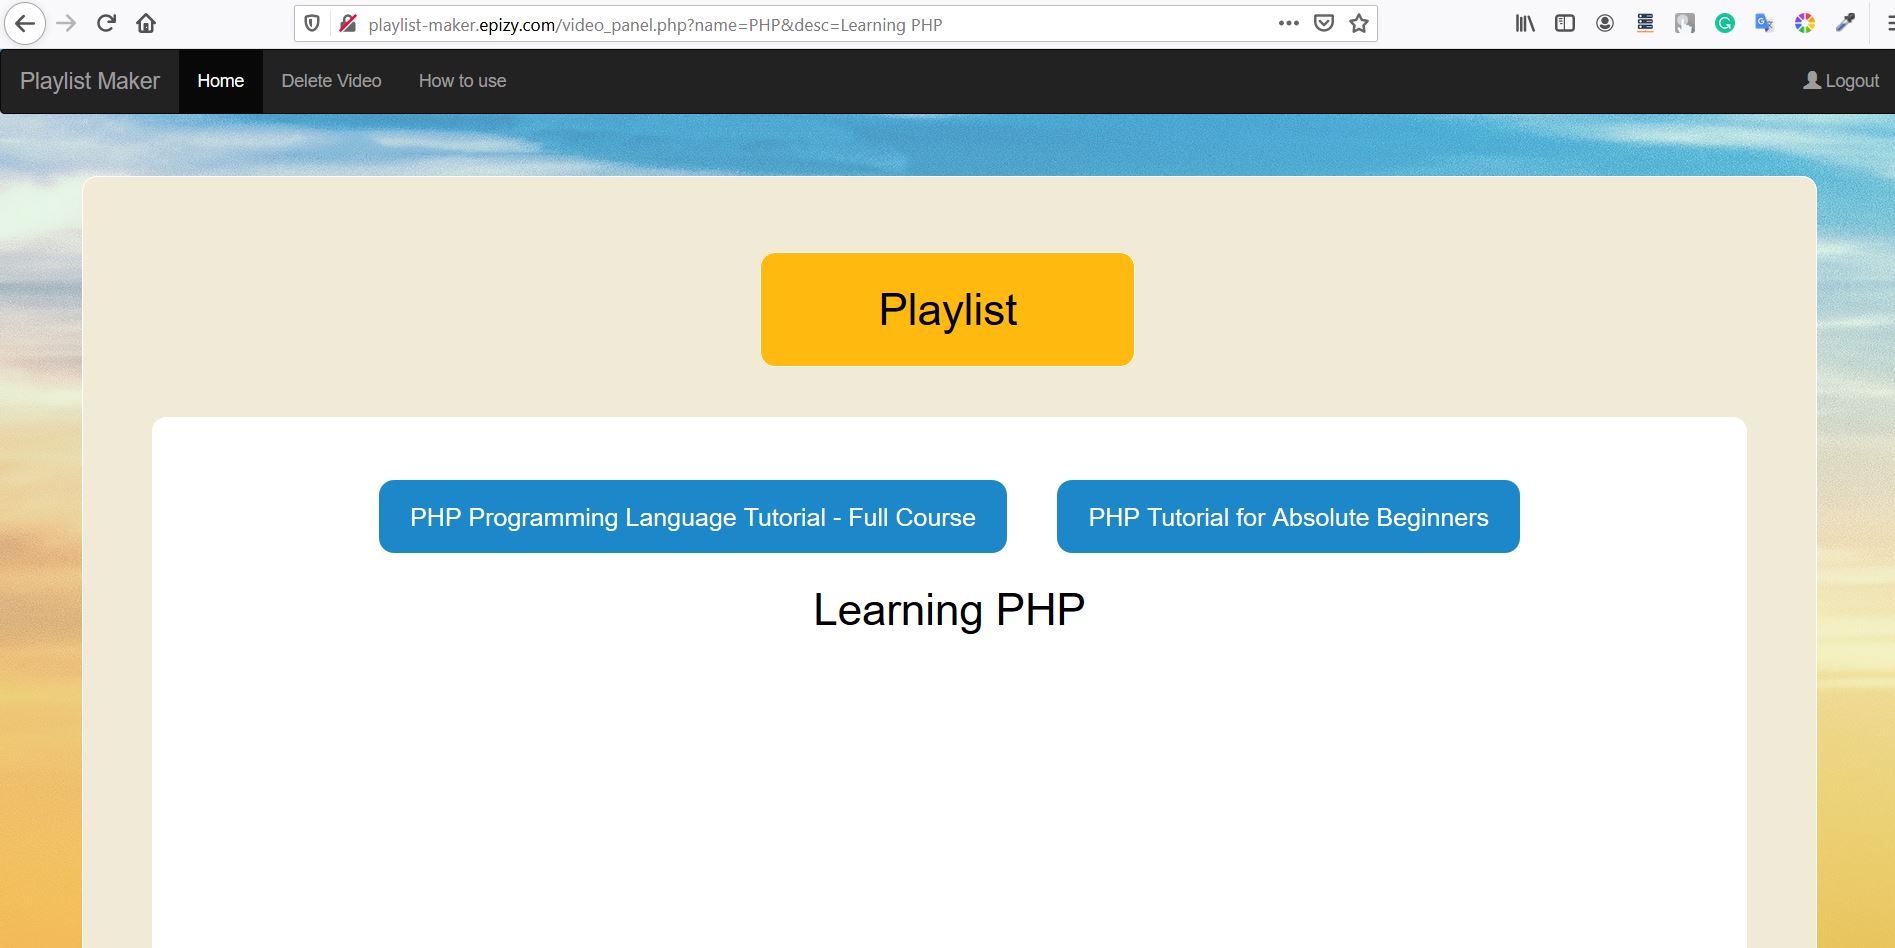 playlist-maker.epizy.com/video_panel.php?name=PHP&desc=Learning PHP
Playlist Maker Home Delete Video How to use Logout
Playlist
PHP Programming Language Tutorial - Full Course PHP Tutorial for Absolute Beginners
Learning PHP